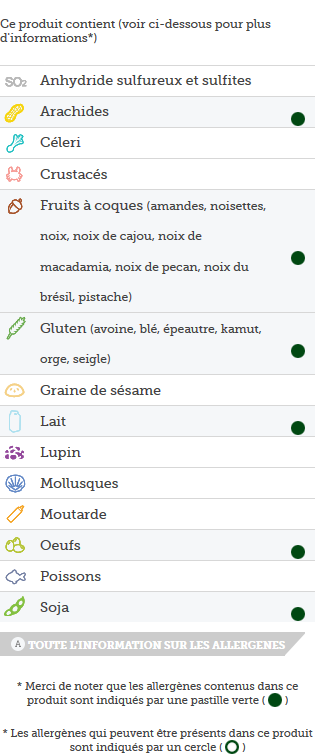 Ce produit contient (voir ci-dessous pour plus
d'informations*)
SO2 Anhydride sulfureux et sulfites
Arachides
Céleri
Crustacés
Fruits à coques (amandes, noisettes,
noix, noix de cajou, noix de
macadamia, noix de pecan, noix du
brésil, pistache)
Gluten (avoine, blé, épeautre, kamut,
orge, seigle)
Graine de sésame
Lait
Lupin
Mollusques
Moutarde
Oeufs
Poissons
Soja
A TOUTE L'INFORMATION SUR LES ALLERGENES
* Merci de noter que les allergènes contenus dans ce
produit sont indiqués par une pastille verte ( )
* Les allergènes qui peuvent être présents dans ce produit
sont indiqués par un cercle ( )